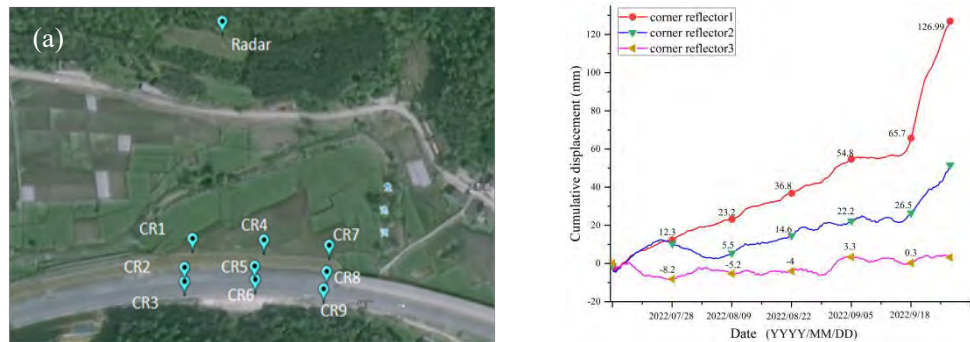 (a)
Radar
CR1
CR4
CR7
CR2
CR5
CR8
CR3
CR6
CR9
corner reflector1
corner reflector2
corner reflector3
Cumulative displacement (mm)
120
100
80
60
40
20
0
-20
126.99
65.7
54.8
36.8
23.2
12.3
26.5
22.2
14.6
5.5
-8.2
-5.2
-4
3.3
0.3
2022/07/28
2022/08/09
2022/08/22
2022/09/05
2022/9/18
Date (YYYY/MM/DD)